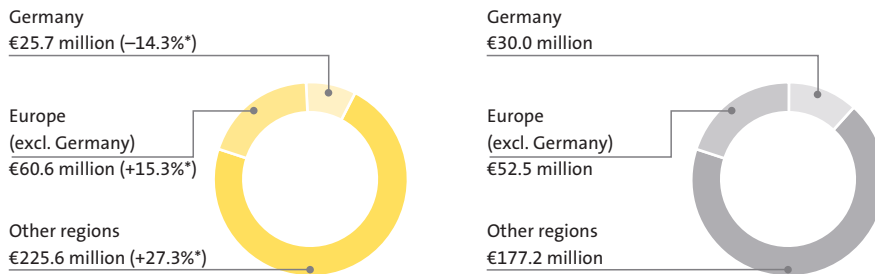 Germany
€25.7 million (–14.3%*)
Europe
(excl. Germany)
€60.6 million (+15.3%*)
Other regions
€225.6 million (+27.3%*)
Germany
€30.0 million
Europe
(excl. Germany)
€52.5 million
Other regions
€177.2 million